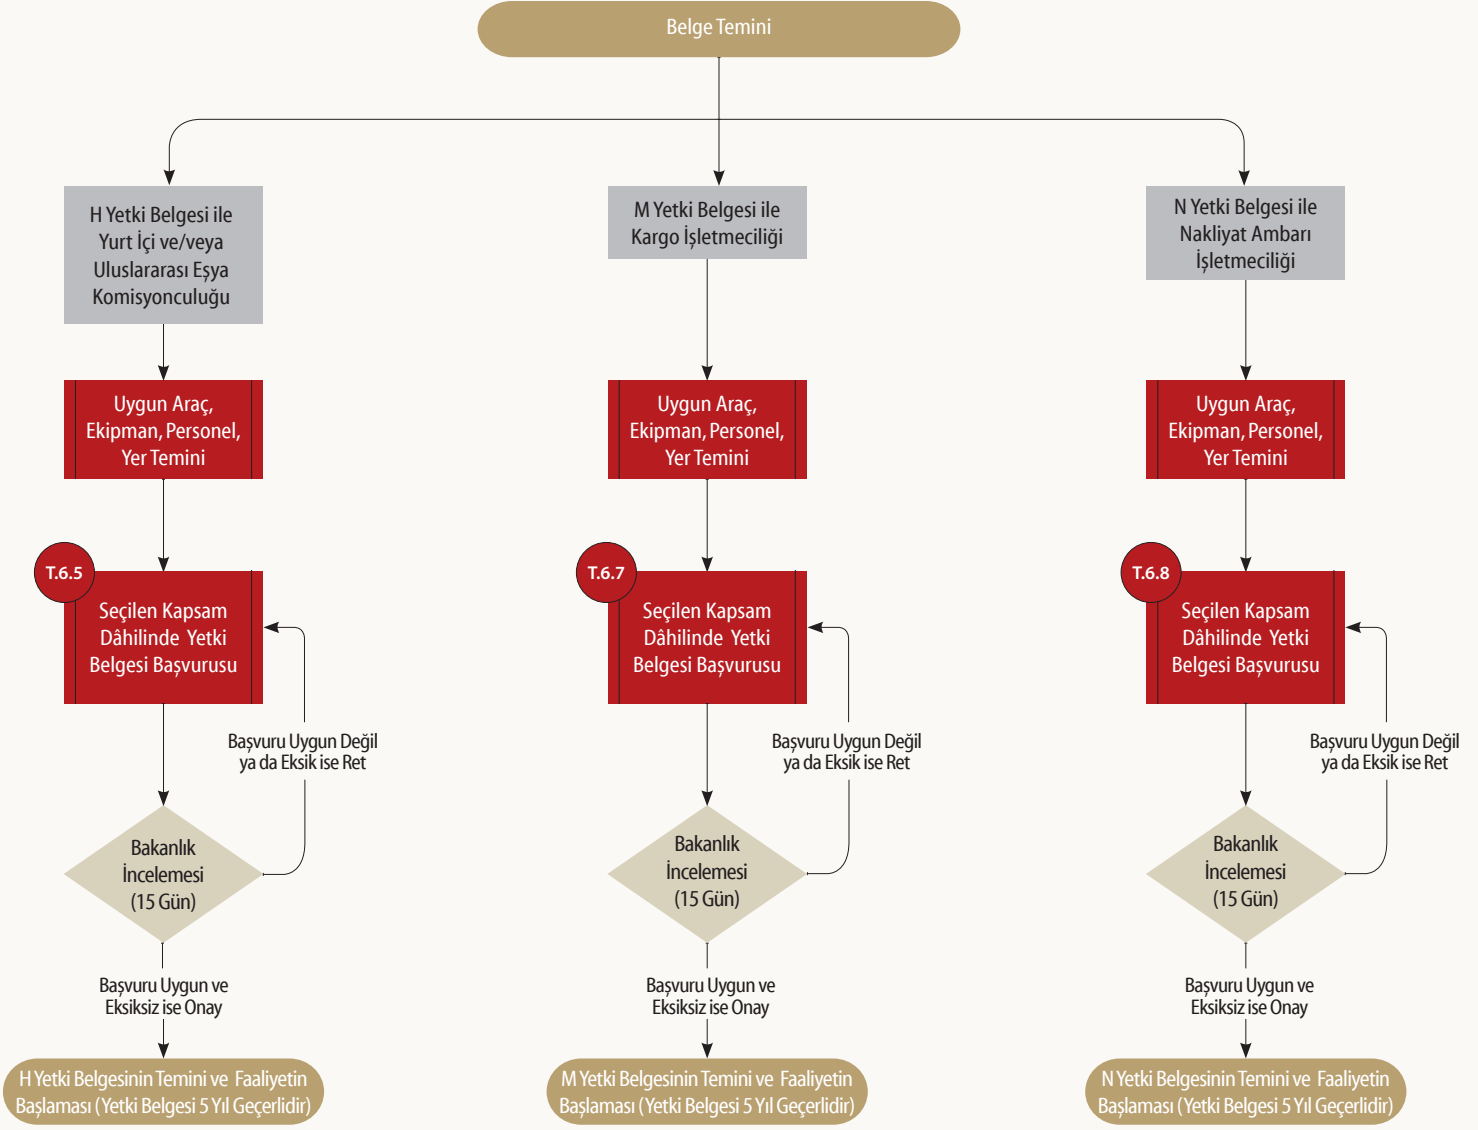 Belge Temini
H Yetki Belgesi ile
Yurt İçi ve/veya
Uluslararası Eşya
Komisyonculuğu
Uygun Araç,
Ekipman, Personel,
Yer Temini
T.6.5
Seçilen Kapsam
Dâhilinde Yetki
Belgesi Başvurusu
Başvuru Uygun Değil
ya da Eksik ise Ret
Bakanlık
İncelemesi
(15 Gün)
Başvuru Uygun ve
Eksiksiz ise Onay
H Yetki Belgesinin Temini ve Faaliyetin
Başlaması (Yetki Belgesi 5 Yıl Geçerlidir)
M Yetki Belgesi ile
Kargo İşletmeciliği
Uygun Araç,
Ekipman, Personel,
Yer Temini
T.6.7
Seçilen Kapsam
Dâhilinde Yetki
Belgesi Başvurusu
Başvuru Uygun Değil
ya da Eksik ise Ret
Bakanlık
İncelemesi
(15 Gün)
Başvuru Uygun ve
Eksiksiz ise Onay
M Yetki Belgesinin Temini ve Faaliyetin
Başlaması (Yetki Belgesi 5 Yıl Geçerlidir)
N Yetki Belgesi ile
Nakliyat Ambarı
İşletmeciliği
Uygun Araç,
Ekipman, Personel,
Yer Temini
T.6.8
Seçilen Kapsam
Dâhilinde Yetki
Belgesi Başvurusu
Başvuru Uygun Değil
ya da Eksik ise Ret
Bakanlık
İncelemesi
(15 Gün)
Başvuru Uygun ve
Eksiksiz ise Onay
N Yetki Belgesinin Temini ve Faaliyetin
Başlaması (Yetki Belgesi 5 Yıl Geçerlidir)